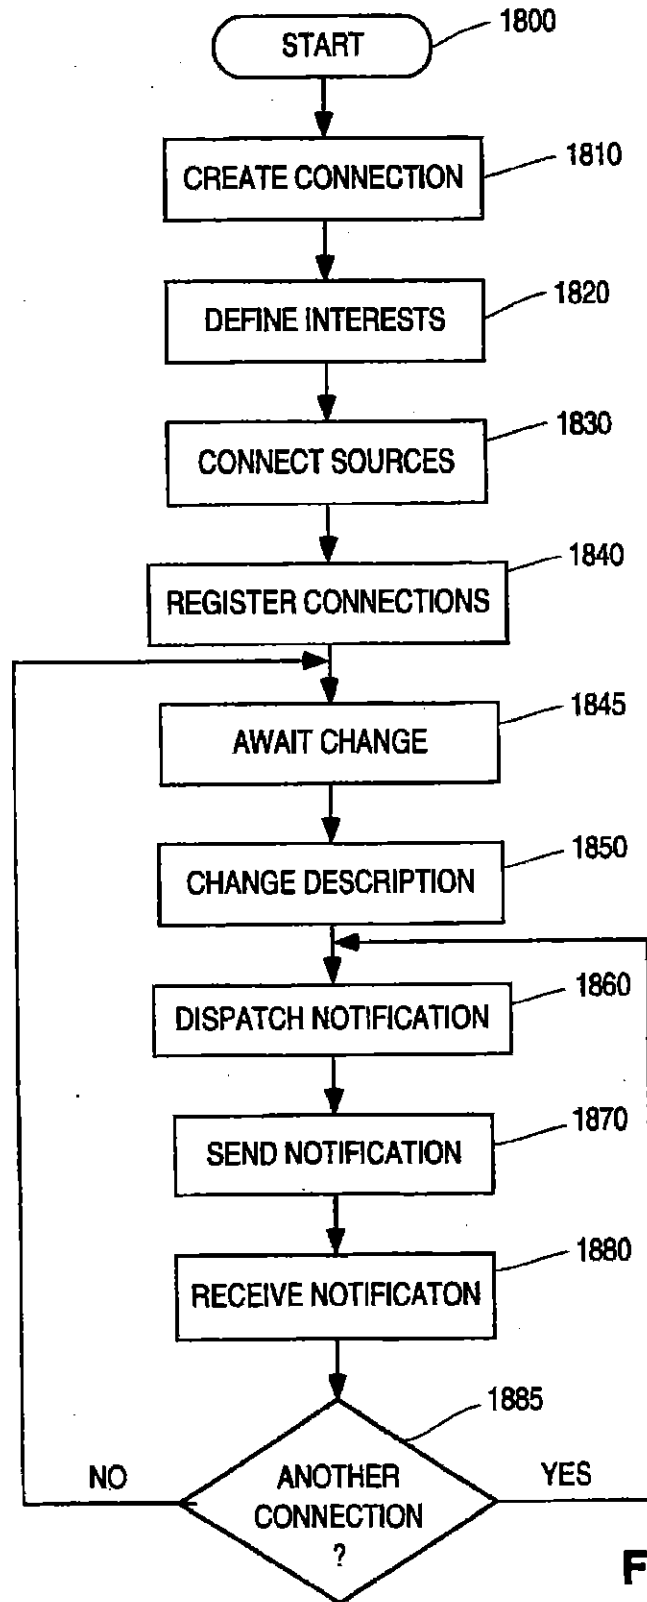 START
1800
CREATE CONNECTION
1810
DEFINE INTERESTS
1820
CONNECT SOURCES
1830
REGISTER CONNECTIONS
1840
AWAIT CHANGE
1845
CHANGE DESCRIPTION
1850
DISPATCH NOTIFICATION
1860
SEND NOTIFICATION
1870
RECEIVE NOTIFICATON
1880
1885
NO
ANOTHER
CONNECTION
?
YES
F